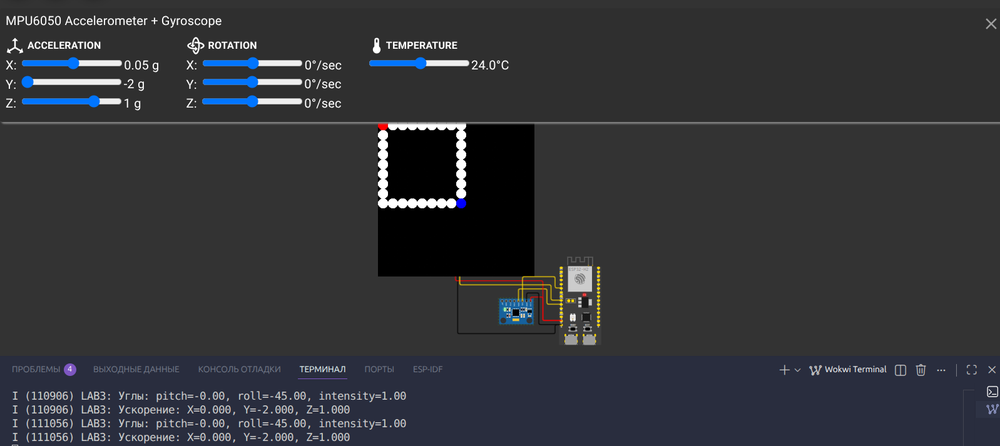 MPU6050 Accelerometer + Gyroscope
ACCELERATION
X: 0.05 g
Y: -2 g
Z: 1 g
ROTATION
X: 0°/sec
Y: 0°/sec
Z: 0°/sec
TEMPERATURE
24.0°C
ESP32-H2
ПРОБЛЕМЫ 4 ВЫХОДНЫЕ ДАННЫЕ КОНСОЛЬ ОТЛАДКИ ТЕРМИНАЛ ПОРТЫ ESP-IDF Wokwi Terminal
I (110906) LAB3: Углы: pitch=-0.00, roll=-45.00, intensity=1.00
I (110906) LAB3: Ускорение: X=0.000, Y=-2.000, Z=1.000
I (111056) LAB3: Углы: pitch=-0.00, roll=-45.00, intensity=1.00
I (111056) LAB3: Ускорение: X=0.000, Y=-2.000, Z=1.000